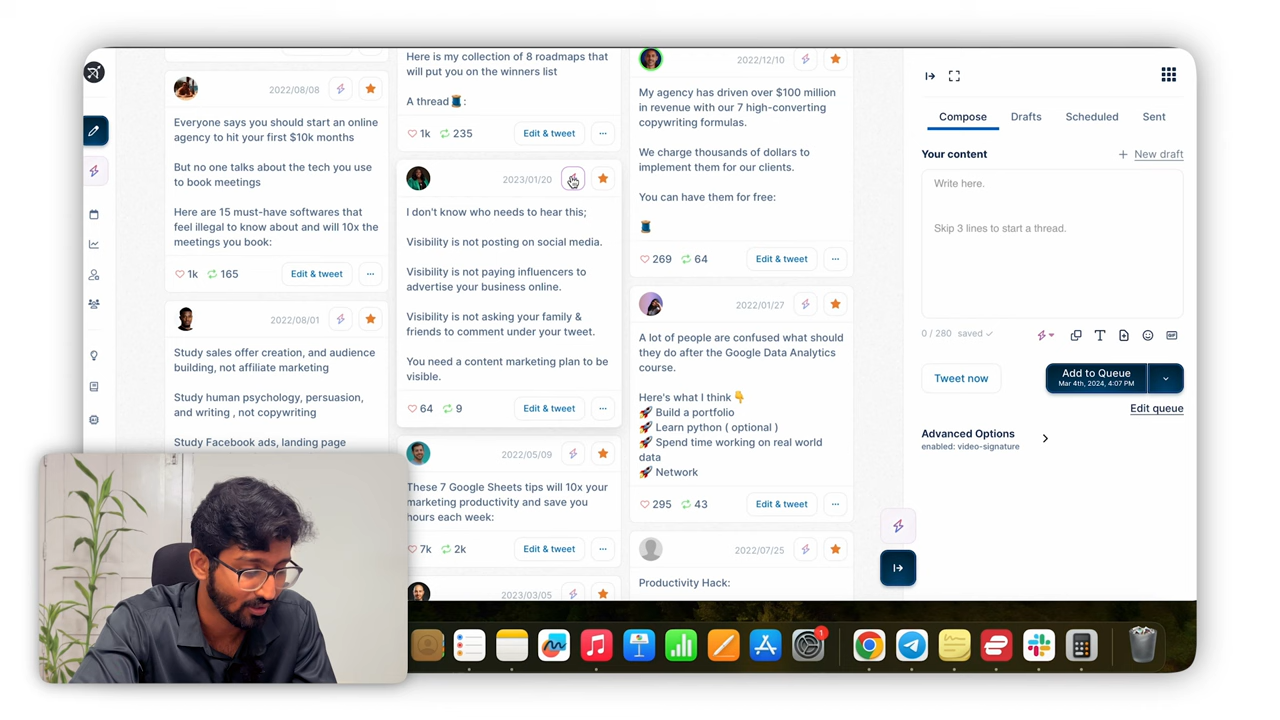 2022/08/08
Everyone says you should start an online
agency to hit your first $10k months
But no one talks about the tech you use
to book meetings
Here are 15 must-have softwares that
feel illegal to know about and will 10x the
meetings you book:
1k 165 Edit & tweet ...
2022/08/01
Study sales offer creation, and audience
building, not affiliate marketing
Study human psychology, persuasion,
and writing , not copywriting
Study Facebook ads, landing page
Here is my collection of 8 roadmaps that
will put you on the winners list
A thread🧵:
1k 235 Edit & tweet ...
2023/01/20
I don't know who needs to hear this;
Visibility is not posting on social media.
Visibility is not paying influencers to
advertise your business online.
Visibility is not asking your family &
friends to comment under your tweet.
You need a content marketing plan to be
visible.
64 9 Edit & tweet ...
2022/05/09
These 7 Google Sheets tips will 10x your
marketing productivity and save you
hours each week:
7k 2k Edit & tweet ...
2023/03/05
2022/12/10
My agency has driven over $100 million
in revenue with our 7 high-converting
copywriting formulas.
We charge thousands of dollars to
implement them for our clients.
You can have them for free:
🧵
269 64 Edit & tweet ...
2022/01/27
A lot of people are confused what should
they do after the Google Data Analytics
course.
Here's what I think 👇
🚀 Build a portfolio
🚀 Learn python ( optional )
🚀 Spend time working on real world
data
🚀 Network
295 43 Edit & tweet ...
2022/07/25
Productivity Hack:
Compose Drafts Scheduled Sent
Your content + New draft
Write here.
Skip 3 lines to start a thread.
0 / 280 saved ✓
GIF
Tweet now
Add to Queue
Mar 4th, 2024, 4:07 PM
Edit queue
Advanced Options
enabled: video-signature
1